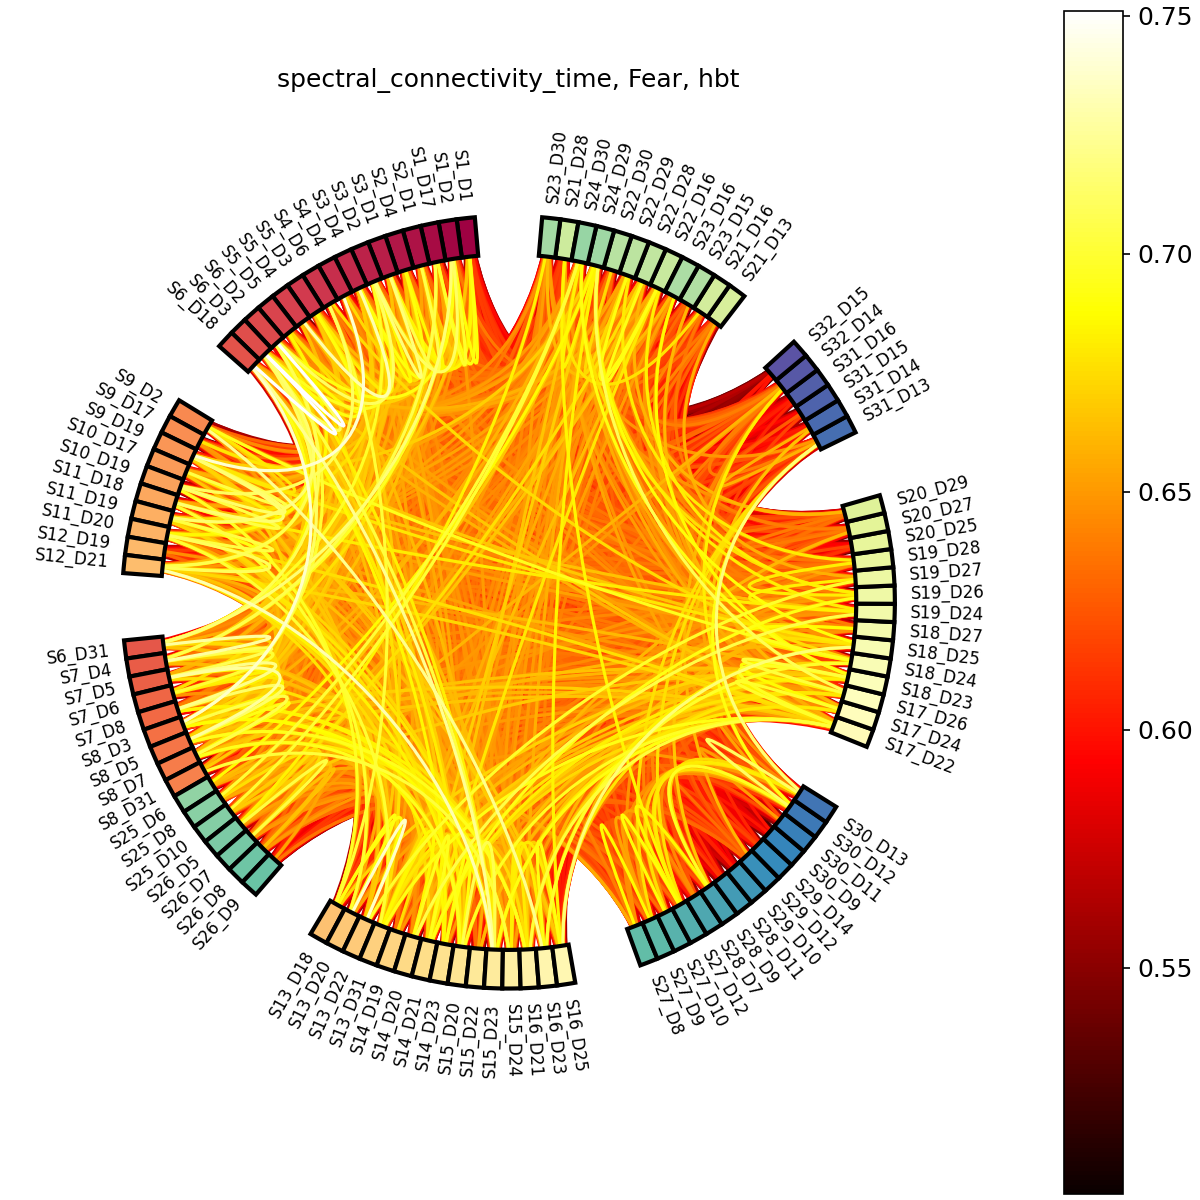 spectral_connectivity_time, Fear, hbt
S1_D1
S1_D2
S1_D17
S2_D1
S2_D4
S3_D1
S3_D2
S3_D4
S4_D4
S4_D6
S5_D3
S5_D4
S5_D5
S6_D2
S6_D3
S6_D18
S9_D2
S9_D17
S9_D19
S10_D17
S10_D19
S11_D18
S11_D19
S11_D20
S12_D19
S12_D21
S6_D31
S7_D4
S7_D5
S7_D6
S7_D8
S8_D3
S8_D5
S8_D7
S8_D31
S25_D6
S25_D8
S25_D10
S26_D5
S26_D7
S26_D8
S26_D9
S13_D18
S13_D20
S13_D22
S13_D31
S14_D19
S14_D20
S14_D21
S14_D23
S15_D20
S15_D22
S15_D23
S15_D24
S16_D21
S16_D23
S16_D25
S27_D8
S27_D9
S27_D10
S27_D12
S28_D7
S28_D9
S28_D11
S29_D10
S29_D12
S29_D14
S30_D9
S30_D11
S30_D12
S30_D13
S17_D22
S17_D24
S17_D26
S18_D23
S18_D24
S18_D25
S18_D27
S19_D24
S19_D26
S19_D27
S19_D28
S20_D25
S20_D27
S20_D29
S31_D13
S31_D14
S31_D15
S31_D16
S32_D14
S32_D15
S21_D13
S21_D16
S23_D15
S23_D16
S22_D16
S22_D28
S22_D29
S22_D30
S24_D29
S24_D30
S21_D28
S23_D30
0.75
0.70
0.65
0.60
0.55